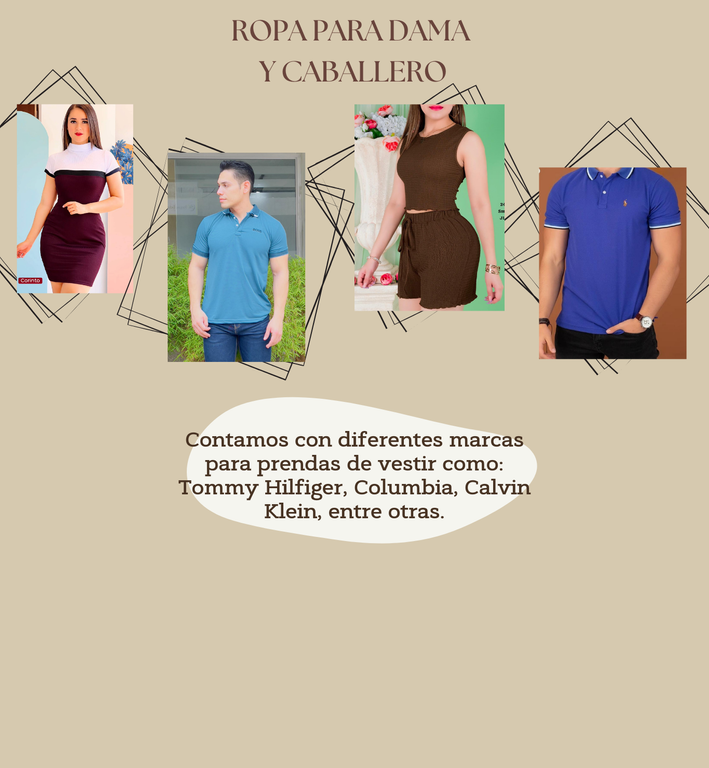 ROPA PARA DAMA
Y CABALLERO
Corinto
Contamos con diferentes marcas
para prendas de vestir como:
Tommy Hilfiger, Columbia, Calvin
Klein, entre otras.